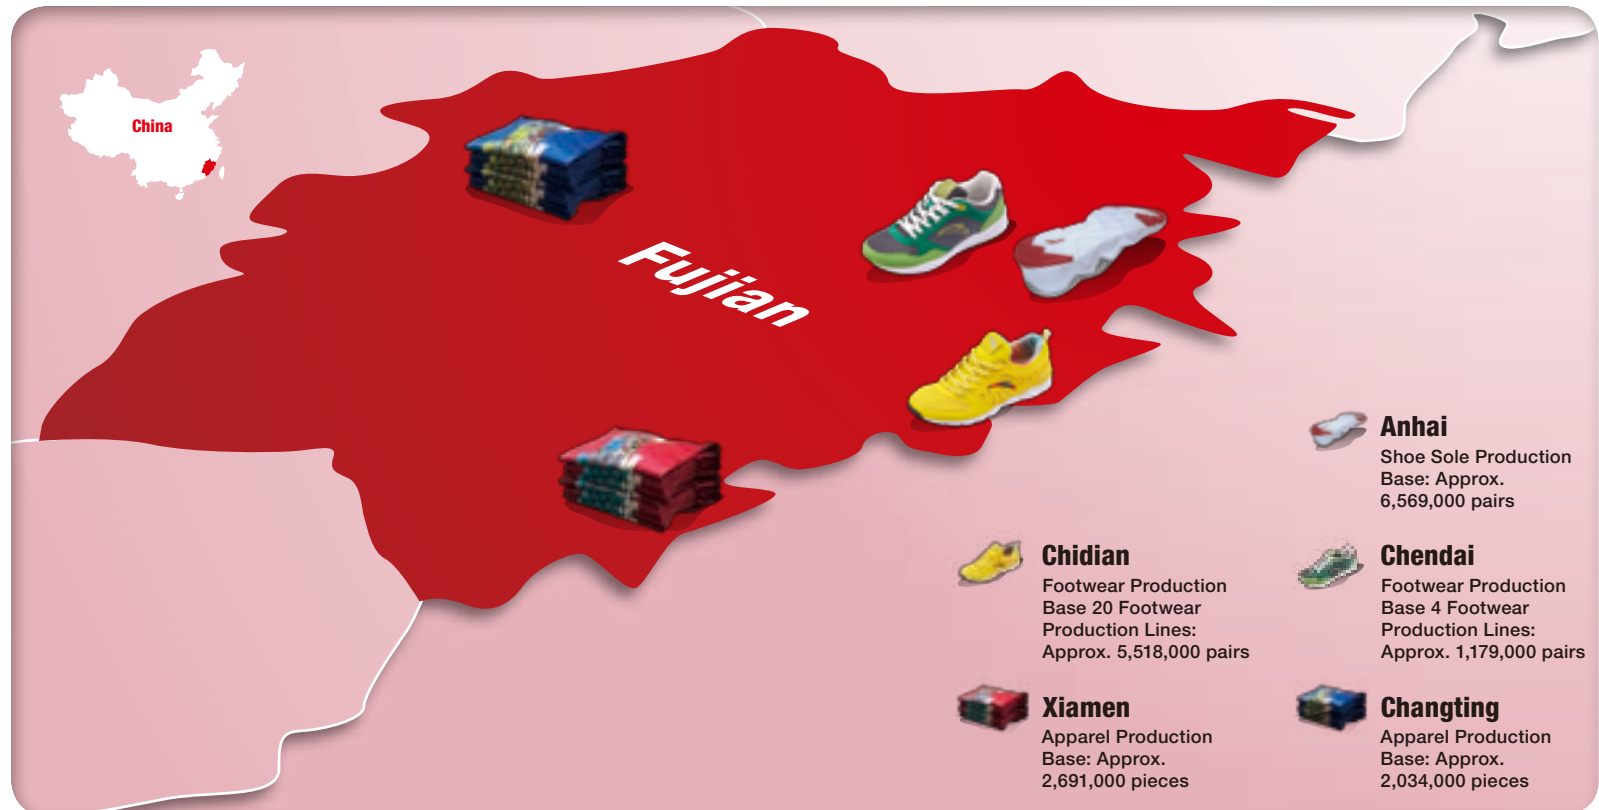 China
Fujian
Anhai
Shoe Sole Production
Base: Approx.
6,569,000 pairs
Chidian
Footwear Production
Base 20 Footwear
Production Lines:
Approx. 5,518,000 pairs
Chendai
Footwear Production
Base 4 Footwear
Production Lines:
Approx. 1,179,000 pairs
Xiamen
Apparel Production
Base: Approx.
2,691,000 pieces
Changting
Apparel Production
Base: Approx.
2,034,000 pieces